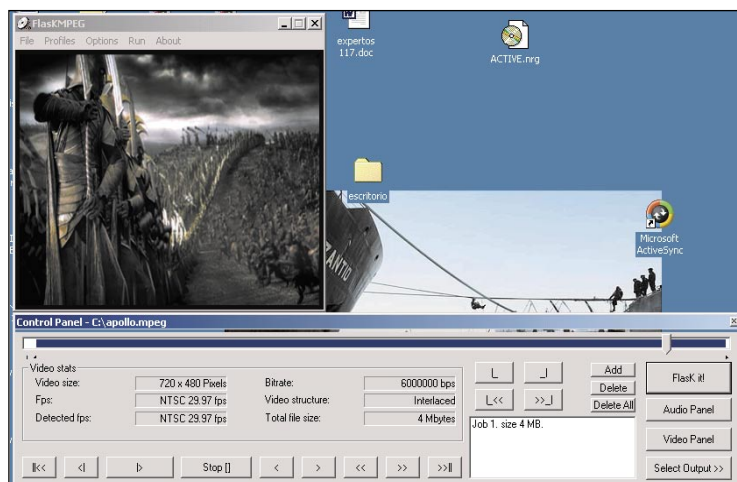 FlasKMPEG
File Profiles Options Run About
expertos
117.doc
ACTIVE.nrg
escritorio
Microsoft
ActiveSync
ZANTIO
Control Panel - C:\apollo.mpeg
Video stats
Video size: 720 x 480 Pixels Bitrate: 6000000 bps
Fps: NTSC 29.97 fps Video structure: Interlaced
Detected fps: NTSC 29.97 fps Total file size: 4 Mbytes
|_ _| Add
Delete
|_<< >>_| Delete All
Job 1. size 4 MB.
FlasK it!
Audio Panel
Video Panel
Select Output >>
||<< <| |> Stop [] < > << >> >>||